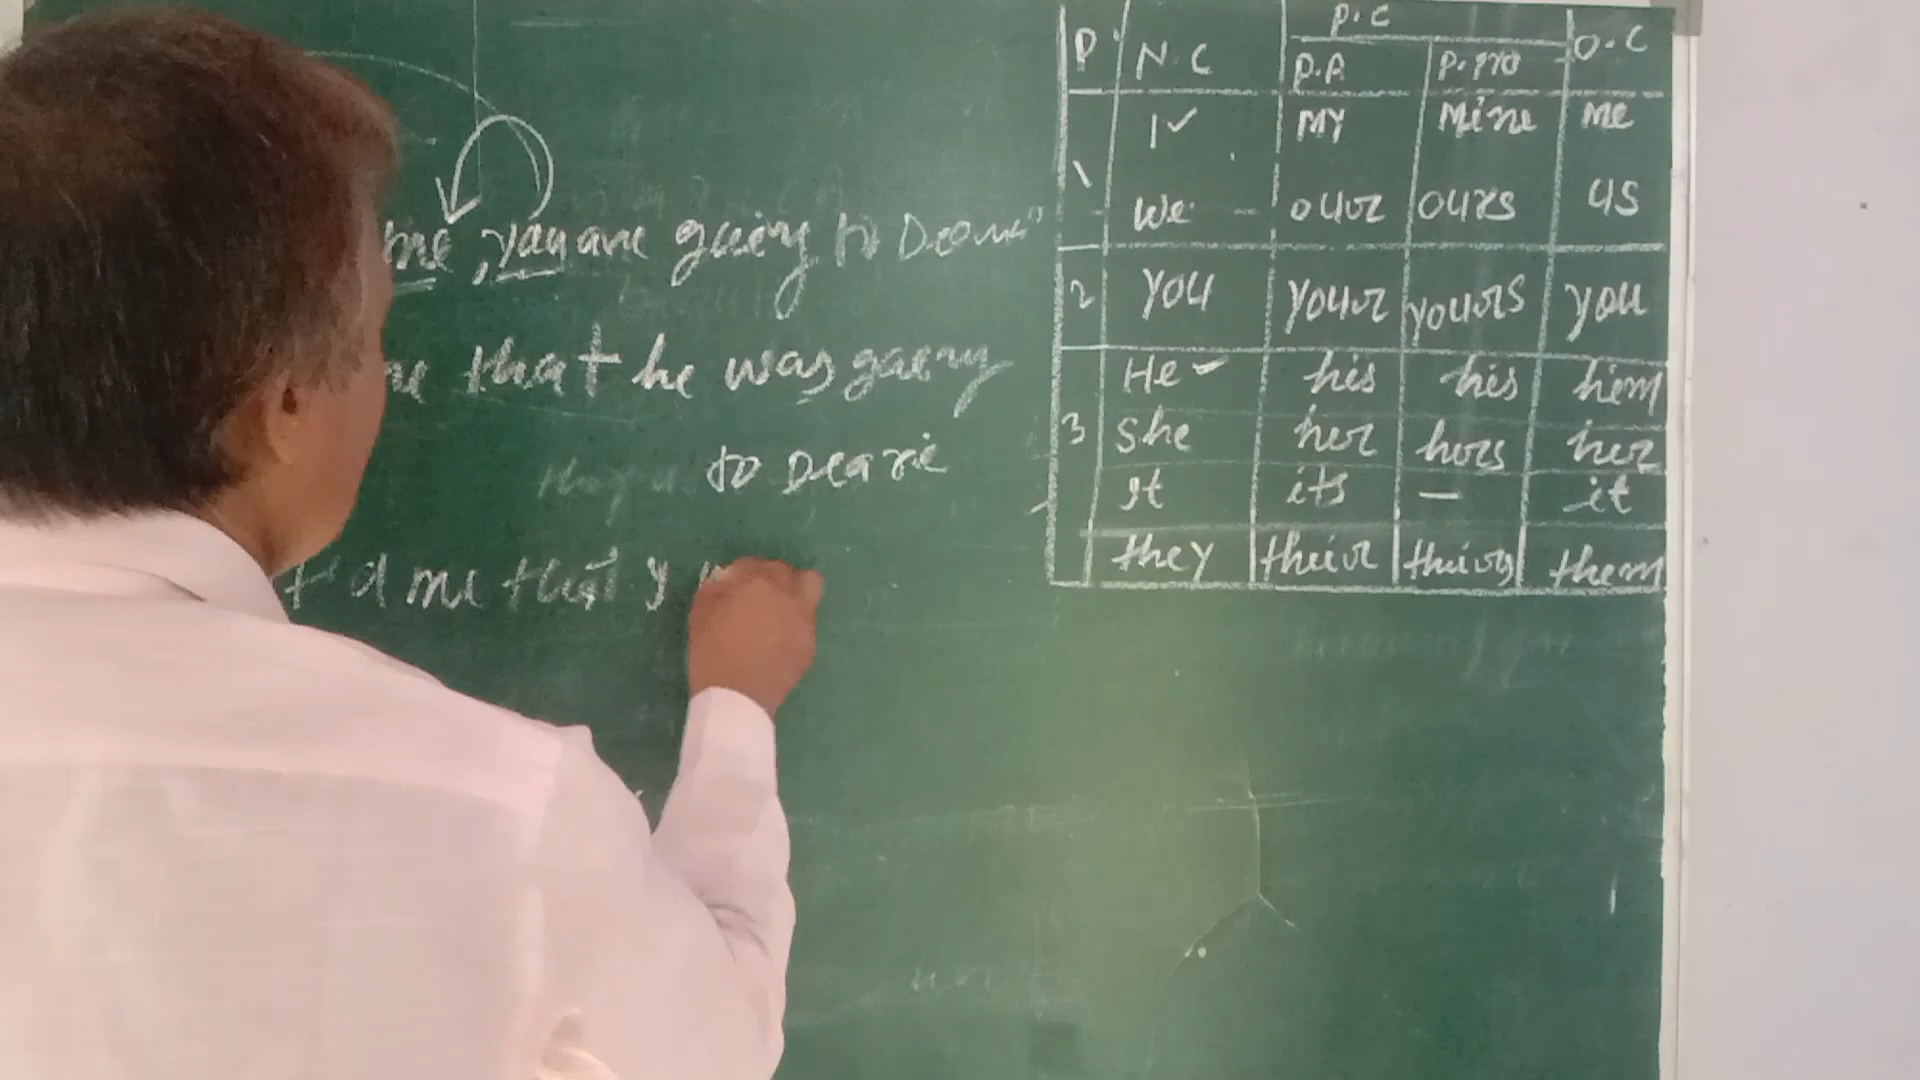 me, you are going to
me that he was going
to
told me that I
P N.C P.C O.C
P.A P.Pro
1 I✓ MY Mine Me
We our ours us
2 you your yours you
He✓ his his him
3 She her hers her
It its — it
they their theirs them